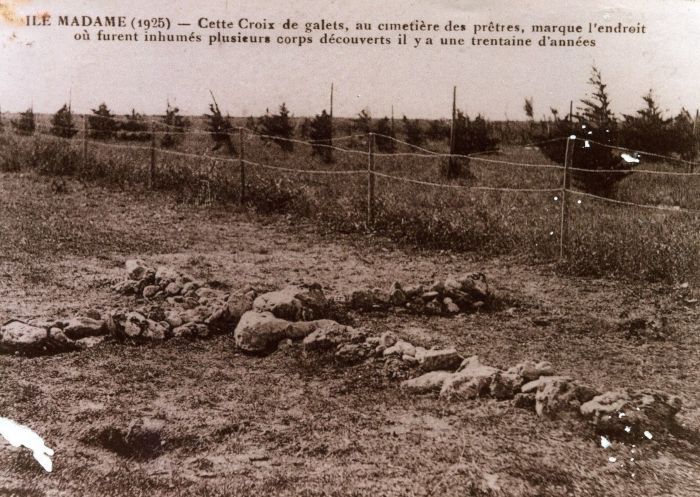 ILE MADAME (1925) — Cette Croix de galets, au cimetière des prêtres, marque l'endroit
où furent inhumés plusieurs corps découverts il y a une trentaine d'années